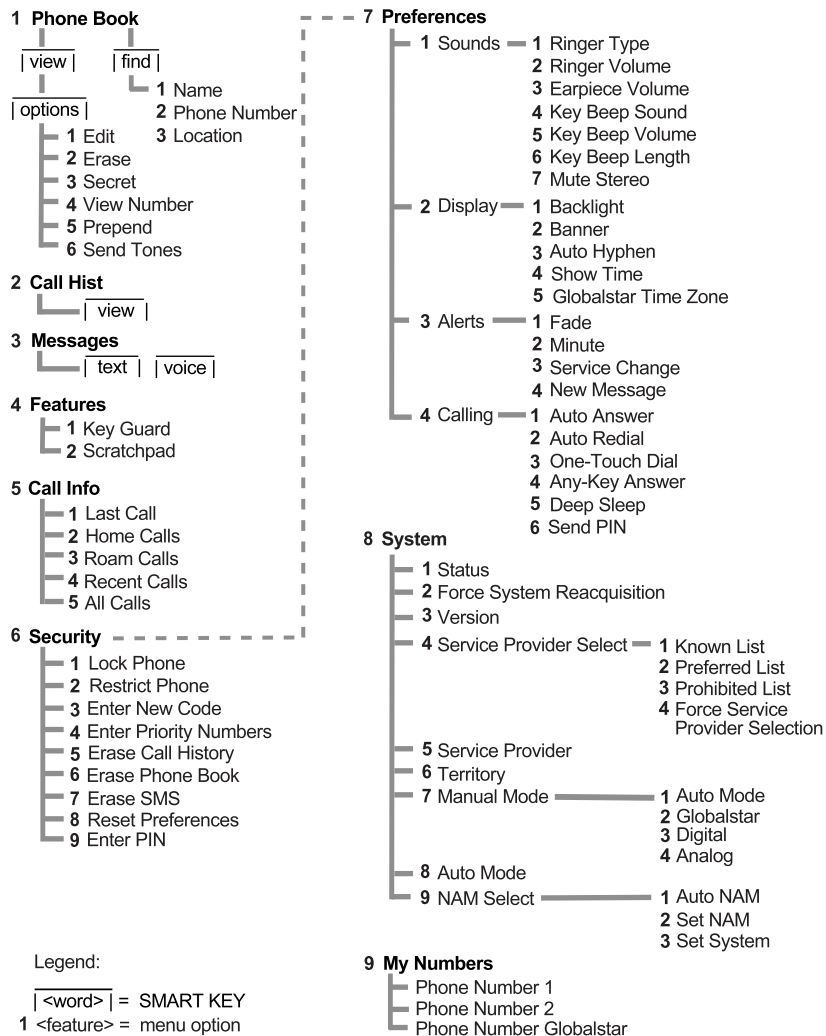 1 Phone Book
| view | | find |
1 Name
2 Phone Number
3 Location
| options |
1 Edit
2 Erase
3 Secret
4 View Number
5 Prepend
6 Send Tones
2 Call Hist
| view |
3 Messages
| text | | voice |
4 Features
1 Key Guard
2 Scratchpad
5 Call Info
1 Last Call
2 Home Calls
3 Roam Calls
4 Recent Calls
5 All Calls
6 Security
1 Lock Phone
2 Restrict Phone
3 Enter New Code
4 Enter Priority Numbers
5 Erase Call History
6 Erase Phone Book
7 Erase SMS
8 Reset Preferences
9 Enter PIN
7 Preferences
1 Sounds
1 Ringer Type
2 Ringer Volume
3 Earpiece Volume
4 Key Beep Sound
5 Key Beep Volume
6 Key Beep Length
7 Mute Stereo
2 Display
1 Backlight
2 Banner
3 Auto Hyphen
4 Show Time
5 Globalstar Time Zone
3 Alerts
1 Fade
2 Minute
3 Service Change
4 New Message
4 Calling
1 Auto Answer
2 Auto Redial
3 One-Touch Dial
4 Any-Key Answer
5 Deep Sleep
6 Send PIN
8 System
1 Status
2 Force System Reacquisition
3 Version
4 Service Provider Select
1 Known List
2 Preferred List
3 Prohibited List
4 Force Service
Provider Selection
5 Service Provider
6 Territory
7 Manual Mode
1 Auto Mode
2 Globalstar
3 Digital
4 Analog
8 Auto Mode
9 NAM Select
1 Auto NAM
2 Set NAM
3 Set System
9 My Numbers
Phone Number 1
Phone Number 2
Phone Number Globalstar
Legend:
| <word> | = SMART KEY
1 <feature> = menu option